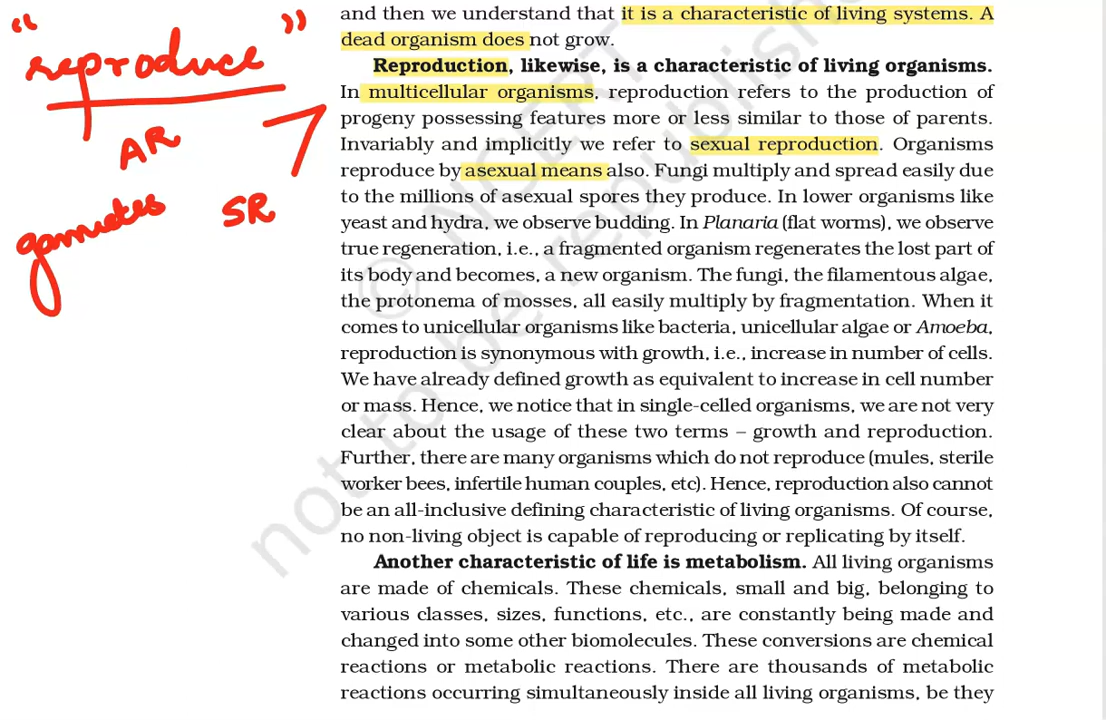 “reproduce”
AR
gametes
SR
and then we understand that it is a characteristic of living systems. A
dead organism does not grow.
Reproduction, likewise, is a characteristic of living organisms.
In multicellular organisms, reproduction refers to the production of
progeny possessing features more or less similar to those of parents.
Invariably and implicitly we refer to sexual reproduction. Organisms
reproduce by asexual means also. Fungi multiply and spread easily due
to the millions of asexual spores they produce. In lower organisms like
yeast and hydra, we observe budding. In Planaria (flat worms), we observe
true regeneration, i.e., a fragmented organism regenerates the lost part of
its body and becomes, a new organism. The fungi, the filamentous algae,
the protonema of mosses, all easily multiply by fragmentation. When it
comes to unicellular organisms like bacteria, unicellular algae or Amoeba,
reproduction is synonymous with growth, i.e., increase in number of cells.
We have already defined growth as equivalent to increase in cell number
or mass. Hence, we notice that in single-celled organisms, we are not very
clear about the usage of these two terms – growth and reproduction.
Further, there are many organisms which do not reproduce (mules, sterile
worker bees, infertile human couples, etc). Hence, reproduction also cannot
be an all-inclusive defining characteristic of living organisms. Of course,
no non-living object is capable of reproducing or replicating by itself.
Another characteristic of life is metabolism. All living organisms
are made of chemicals. These chemicals, small and big, belonging to
various classes, sizes, functions, etc., are constantly being made and
changed into some other biomolecules. These conversions are chemical
reactions or metabolic reactions. There are thousands of metabolic
reactions occurring simultaneously inside all living organisms, be they
© NCERT
not to be republished